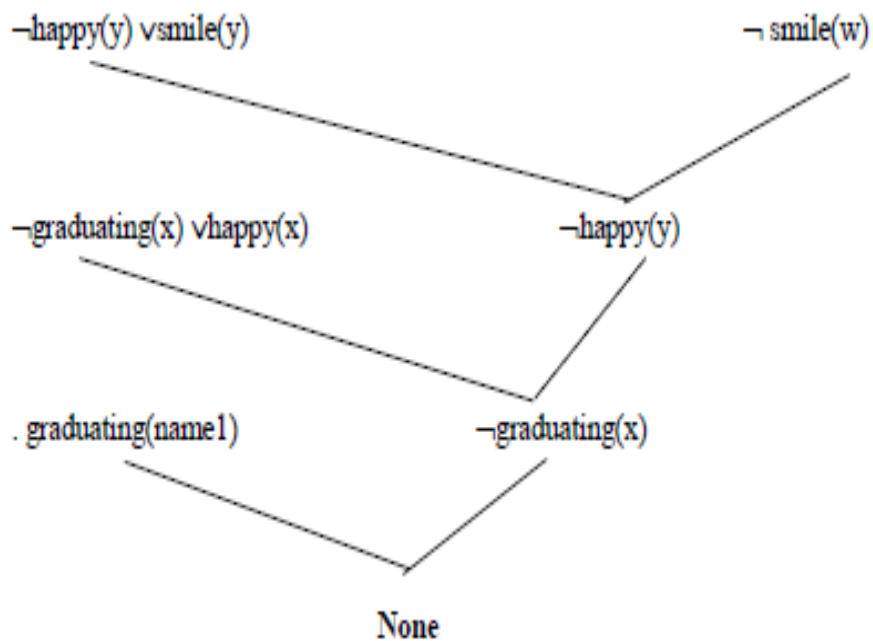 ¬happy(y) ∨smile(y) ¬ smile(w)
¬graduating(x) ∨happy(x) ¬happy(y)
. graduating(name1) ¬graduating(x)
None